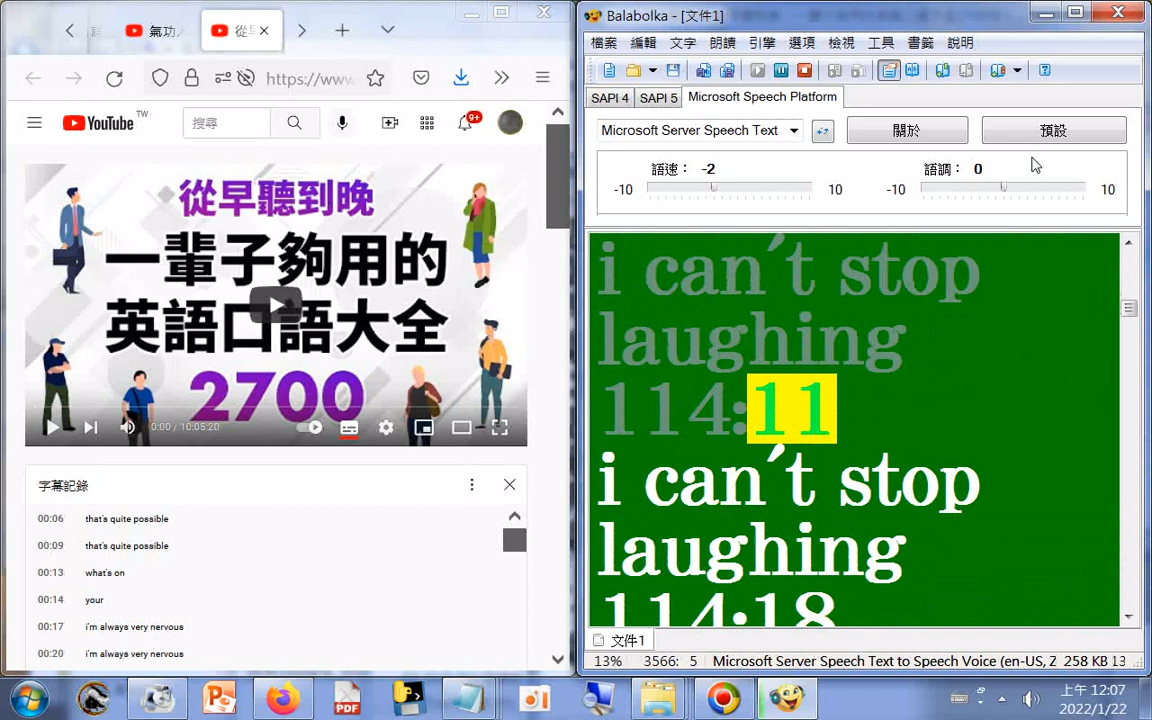 氣功
從
https://www
YouTube TW
搜尋
9+
從早聽到晚
一輩子夠用的
英語口語大全
2700
0:00 / 10:05:20
字幕記錄
00:06 that's quite possible
00:09 that's quite possible
00:13 what's on
00:14 your
00:17 i'm always very nervous
00:20 i'm always very nervous
Balabolka - [文件1]
檔案 編輯 文字 朗讀 引擎 選項 檢視 工具 書籤 說明
SAPI 4 SAPI 5 Microsoft Speech Platform
Microsoft Server Speech Text 關於 預設
語速： -2 語調： 0
-10 10 -10 10
i can´t stop
laughing
114:11
i can´t stop
laughing
114:18
文件1
13% 3566: 5 Microsoft Server Speech Text to Speech Voice (en-US, Z 258 KB 13
PDF
上午 12:07
2022/1/22